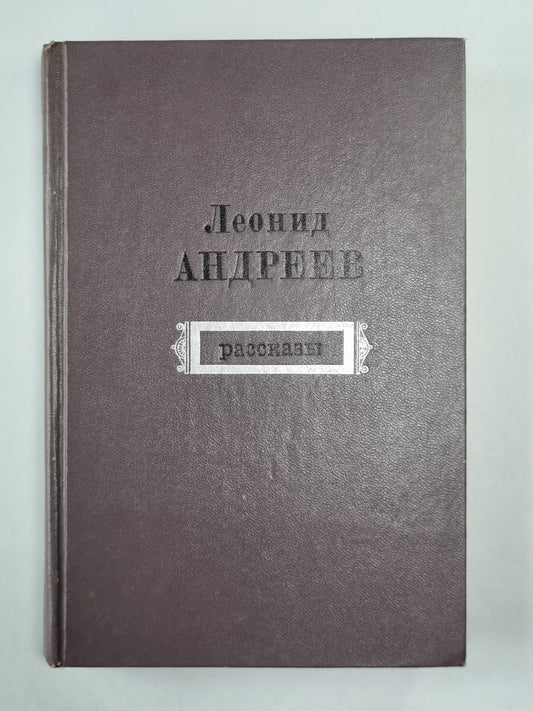 Леонид
АНДРЕЕВ
рассказы